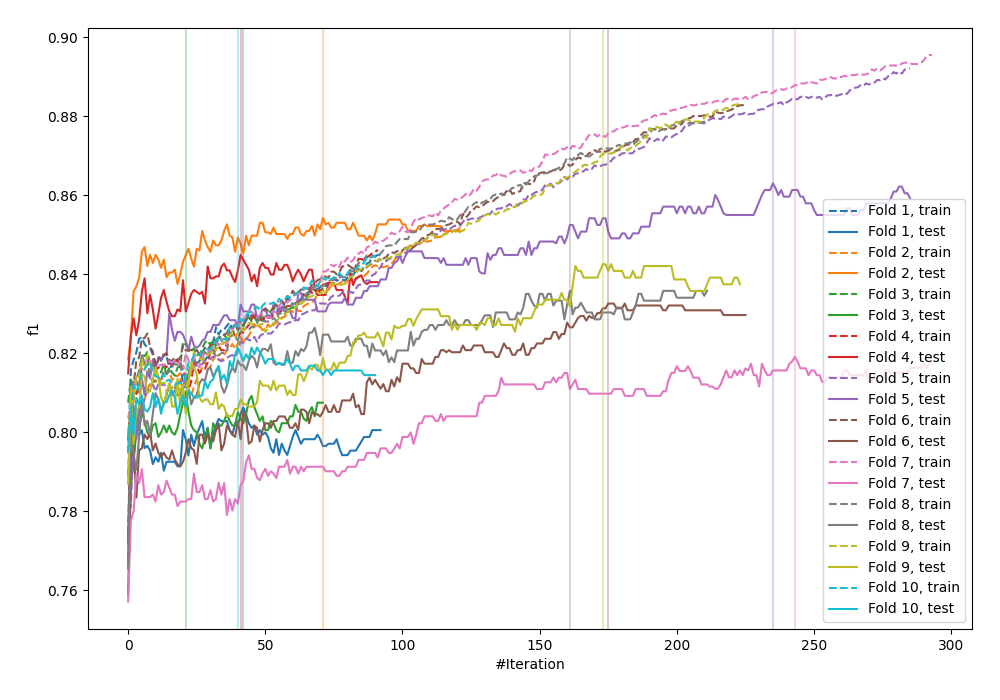 0.90
0.88
0.86
0.84
0.82
0.80
0.78
0.76
f1
0
50
100
150
200
250
300
#Iteration
Fold 1, train
Fold 1, test
Fold 2, train
Fold 2, test
Fold 3, train
Fold 3, test
Fold 4, train
Fold 4, test
Fold 5, train
Fold 5, test
Fold 6, train
Fold 6, test
Fold 7, train
Fold 7, test
Fold 8, train
Fold 8, test
Fold 9, train
Fold 9, test
Fold 10, train
Fold 10, test